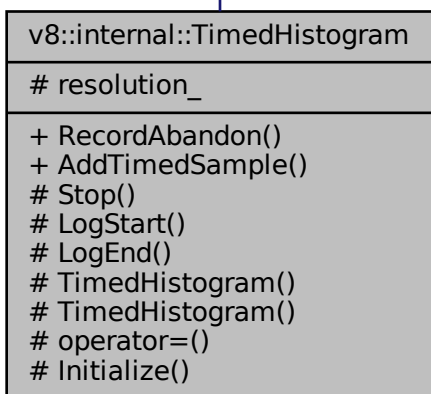 v8::internal::TimedHistogram
# resolution_
+ RecordAbandon()
+ AddTimedSample()
# Stop()
# LogStart()
# LogEnd()
# TimedHistogram()
# TimedHistogram()
# operator=()
# Initialize()